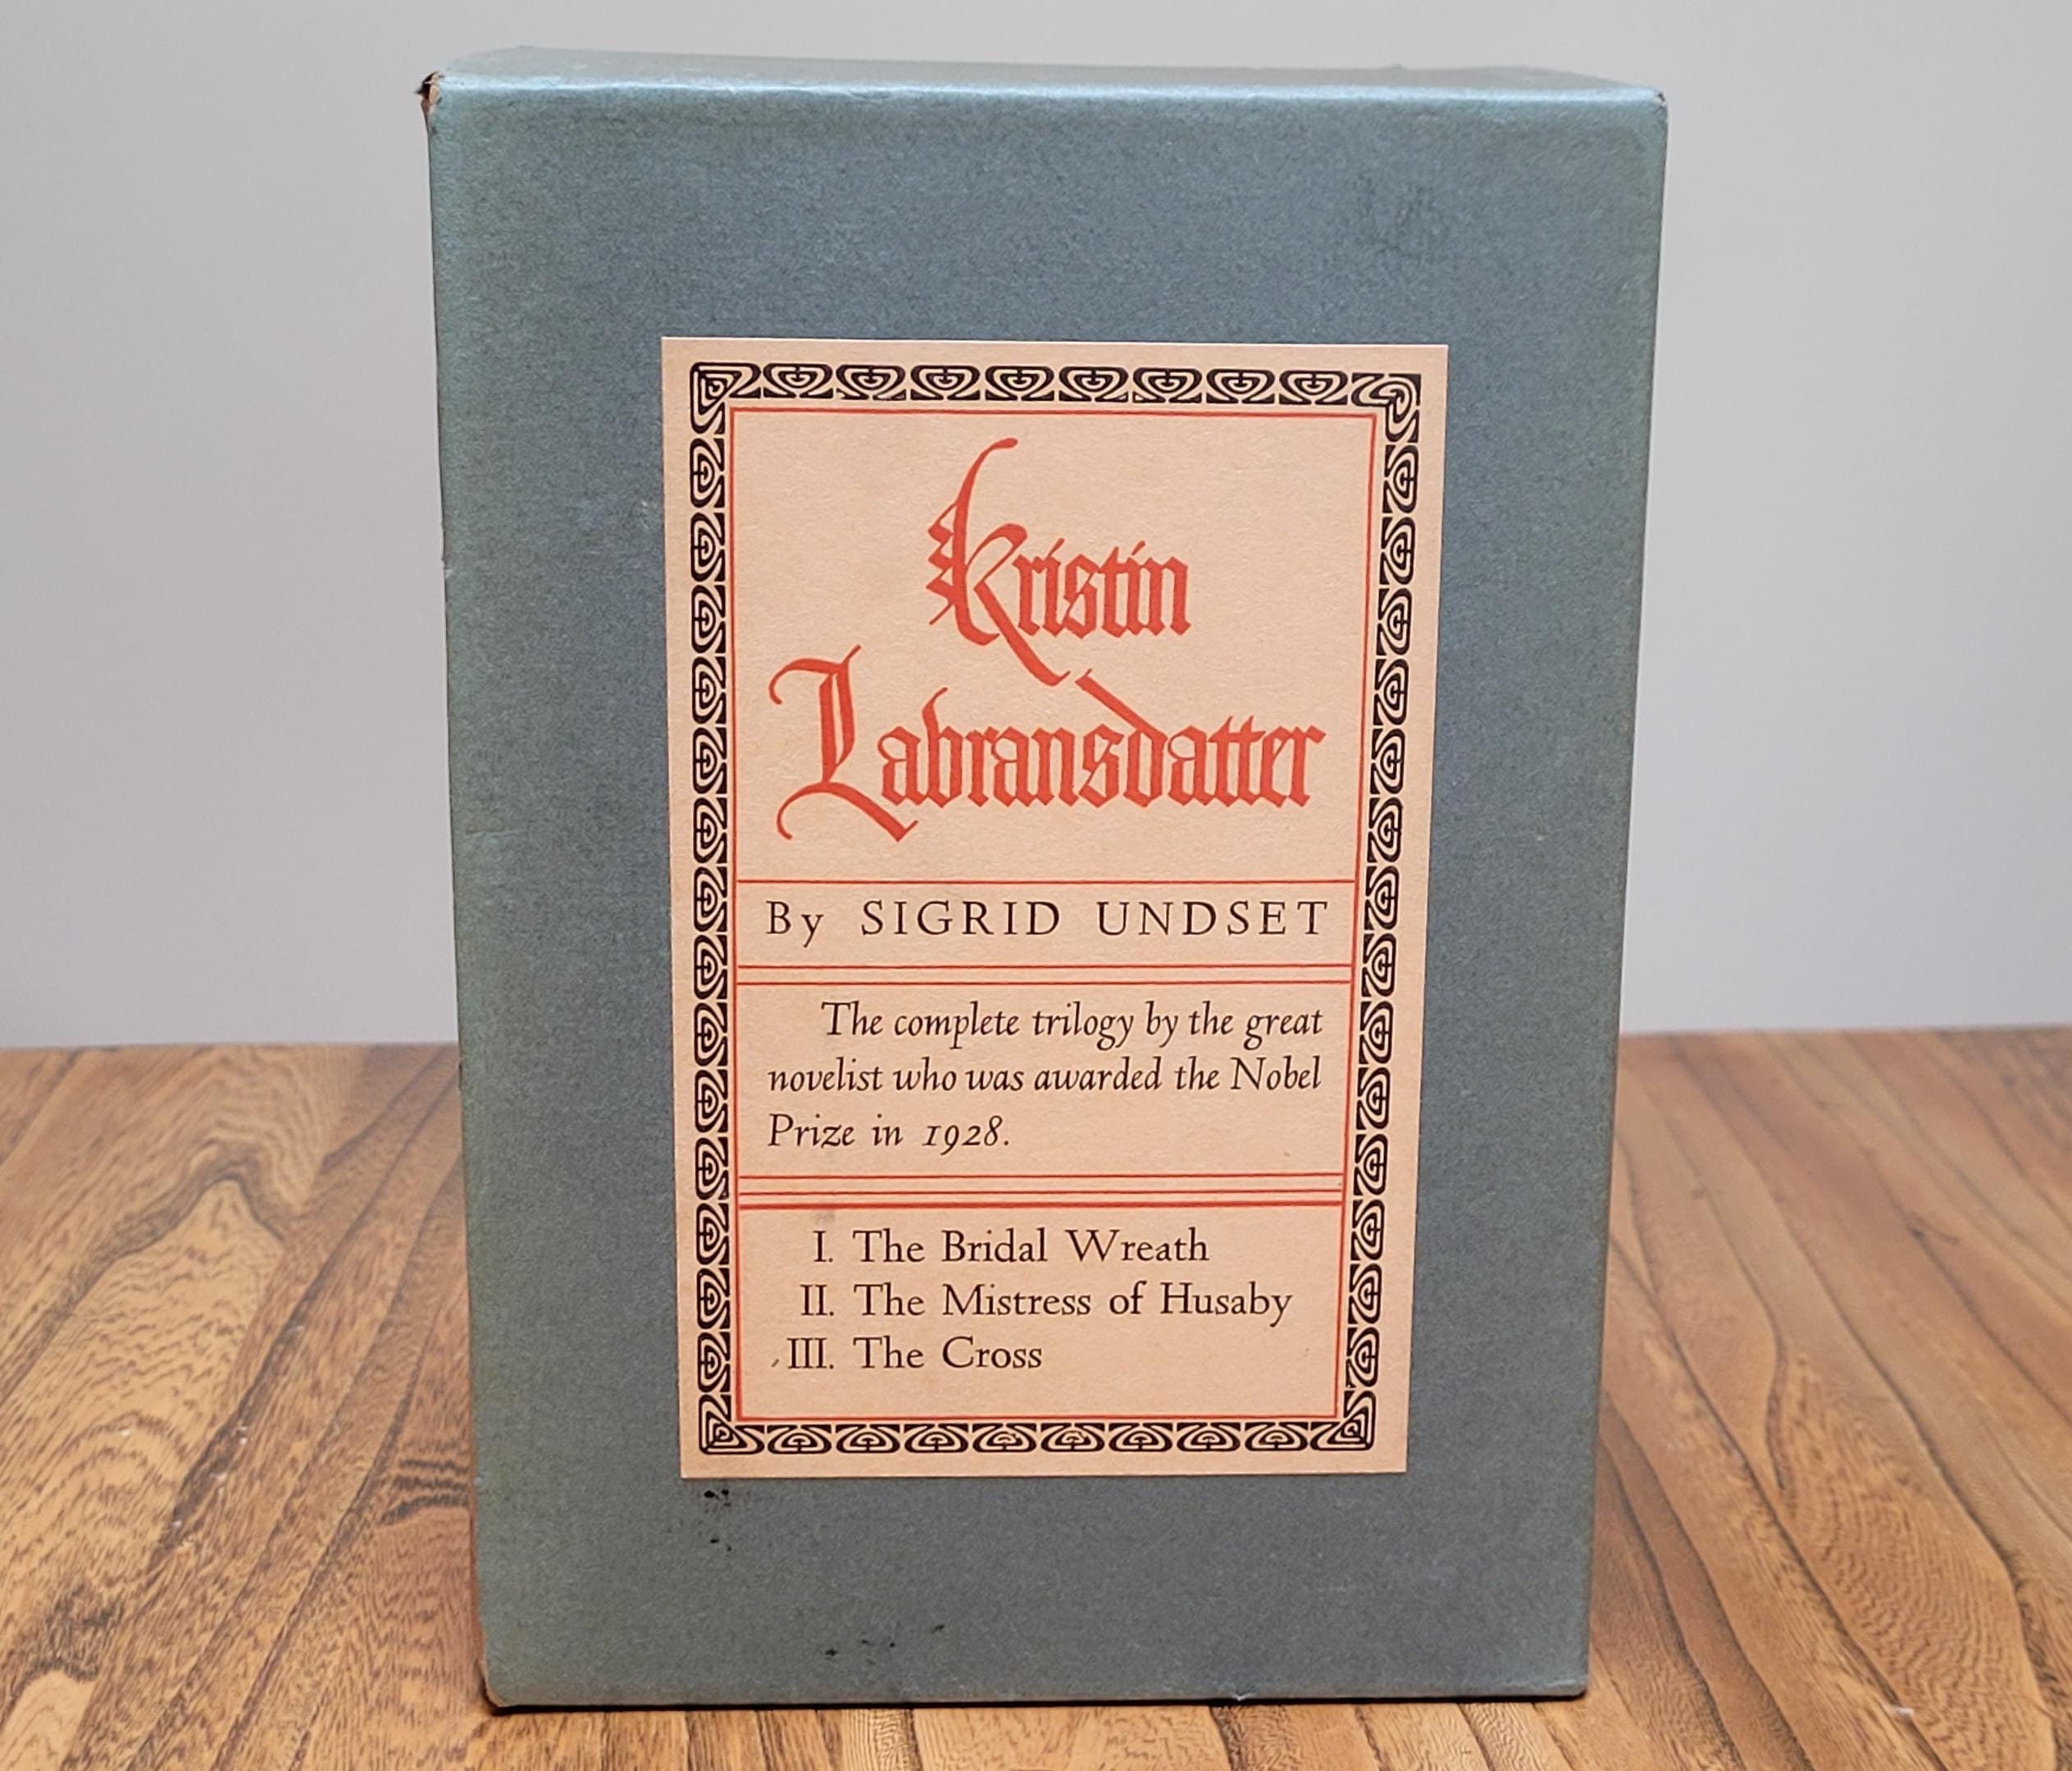 Kristin
Lavransdatter
By SIGRID UNDSET
The complete trilogy by the great
novelist who was awarded the Nobel
Prize in 1928.
I. The Bridal Wreath
II. The Mistress of Husaby
III. The Cross